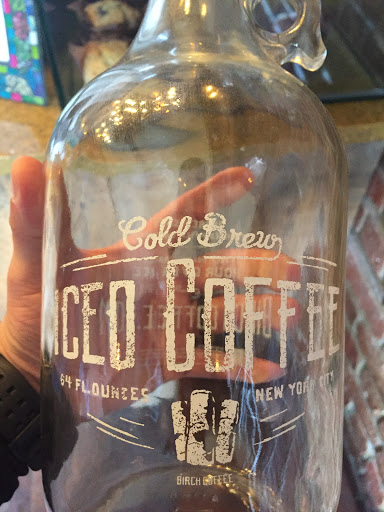 Cold Brew
ICED COFFEE
64 FL.OUNCES NEW YORK CITY
BIRCH COFFEE